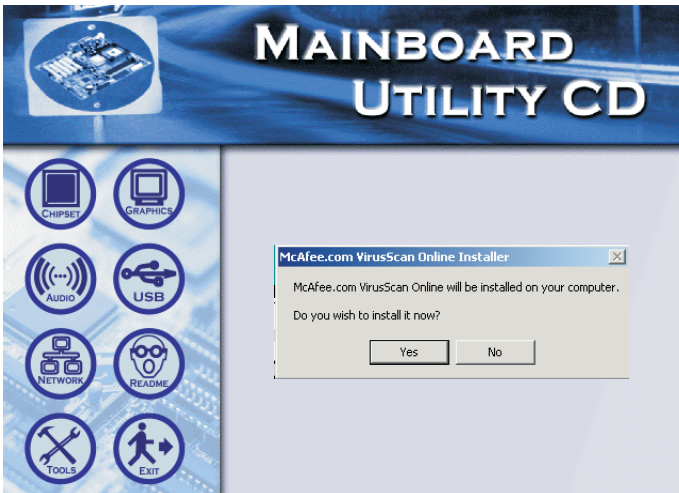 MAINBOARD
UTILITY CD
CHIPSET
GRAPHICS
AUDIO
USB
NETWORK
README
TOOLS
EXIT
McAfee.com VirusScan Online Installer
McAfee.com VirusScan Online will be installed on your computer.
Do you wish to install it now?
Yes
No